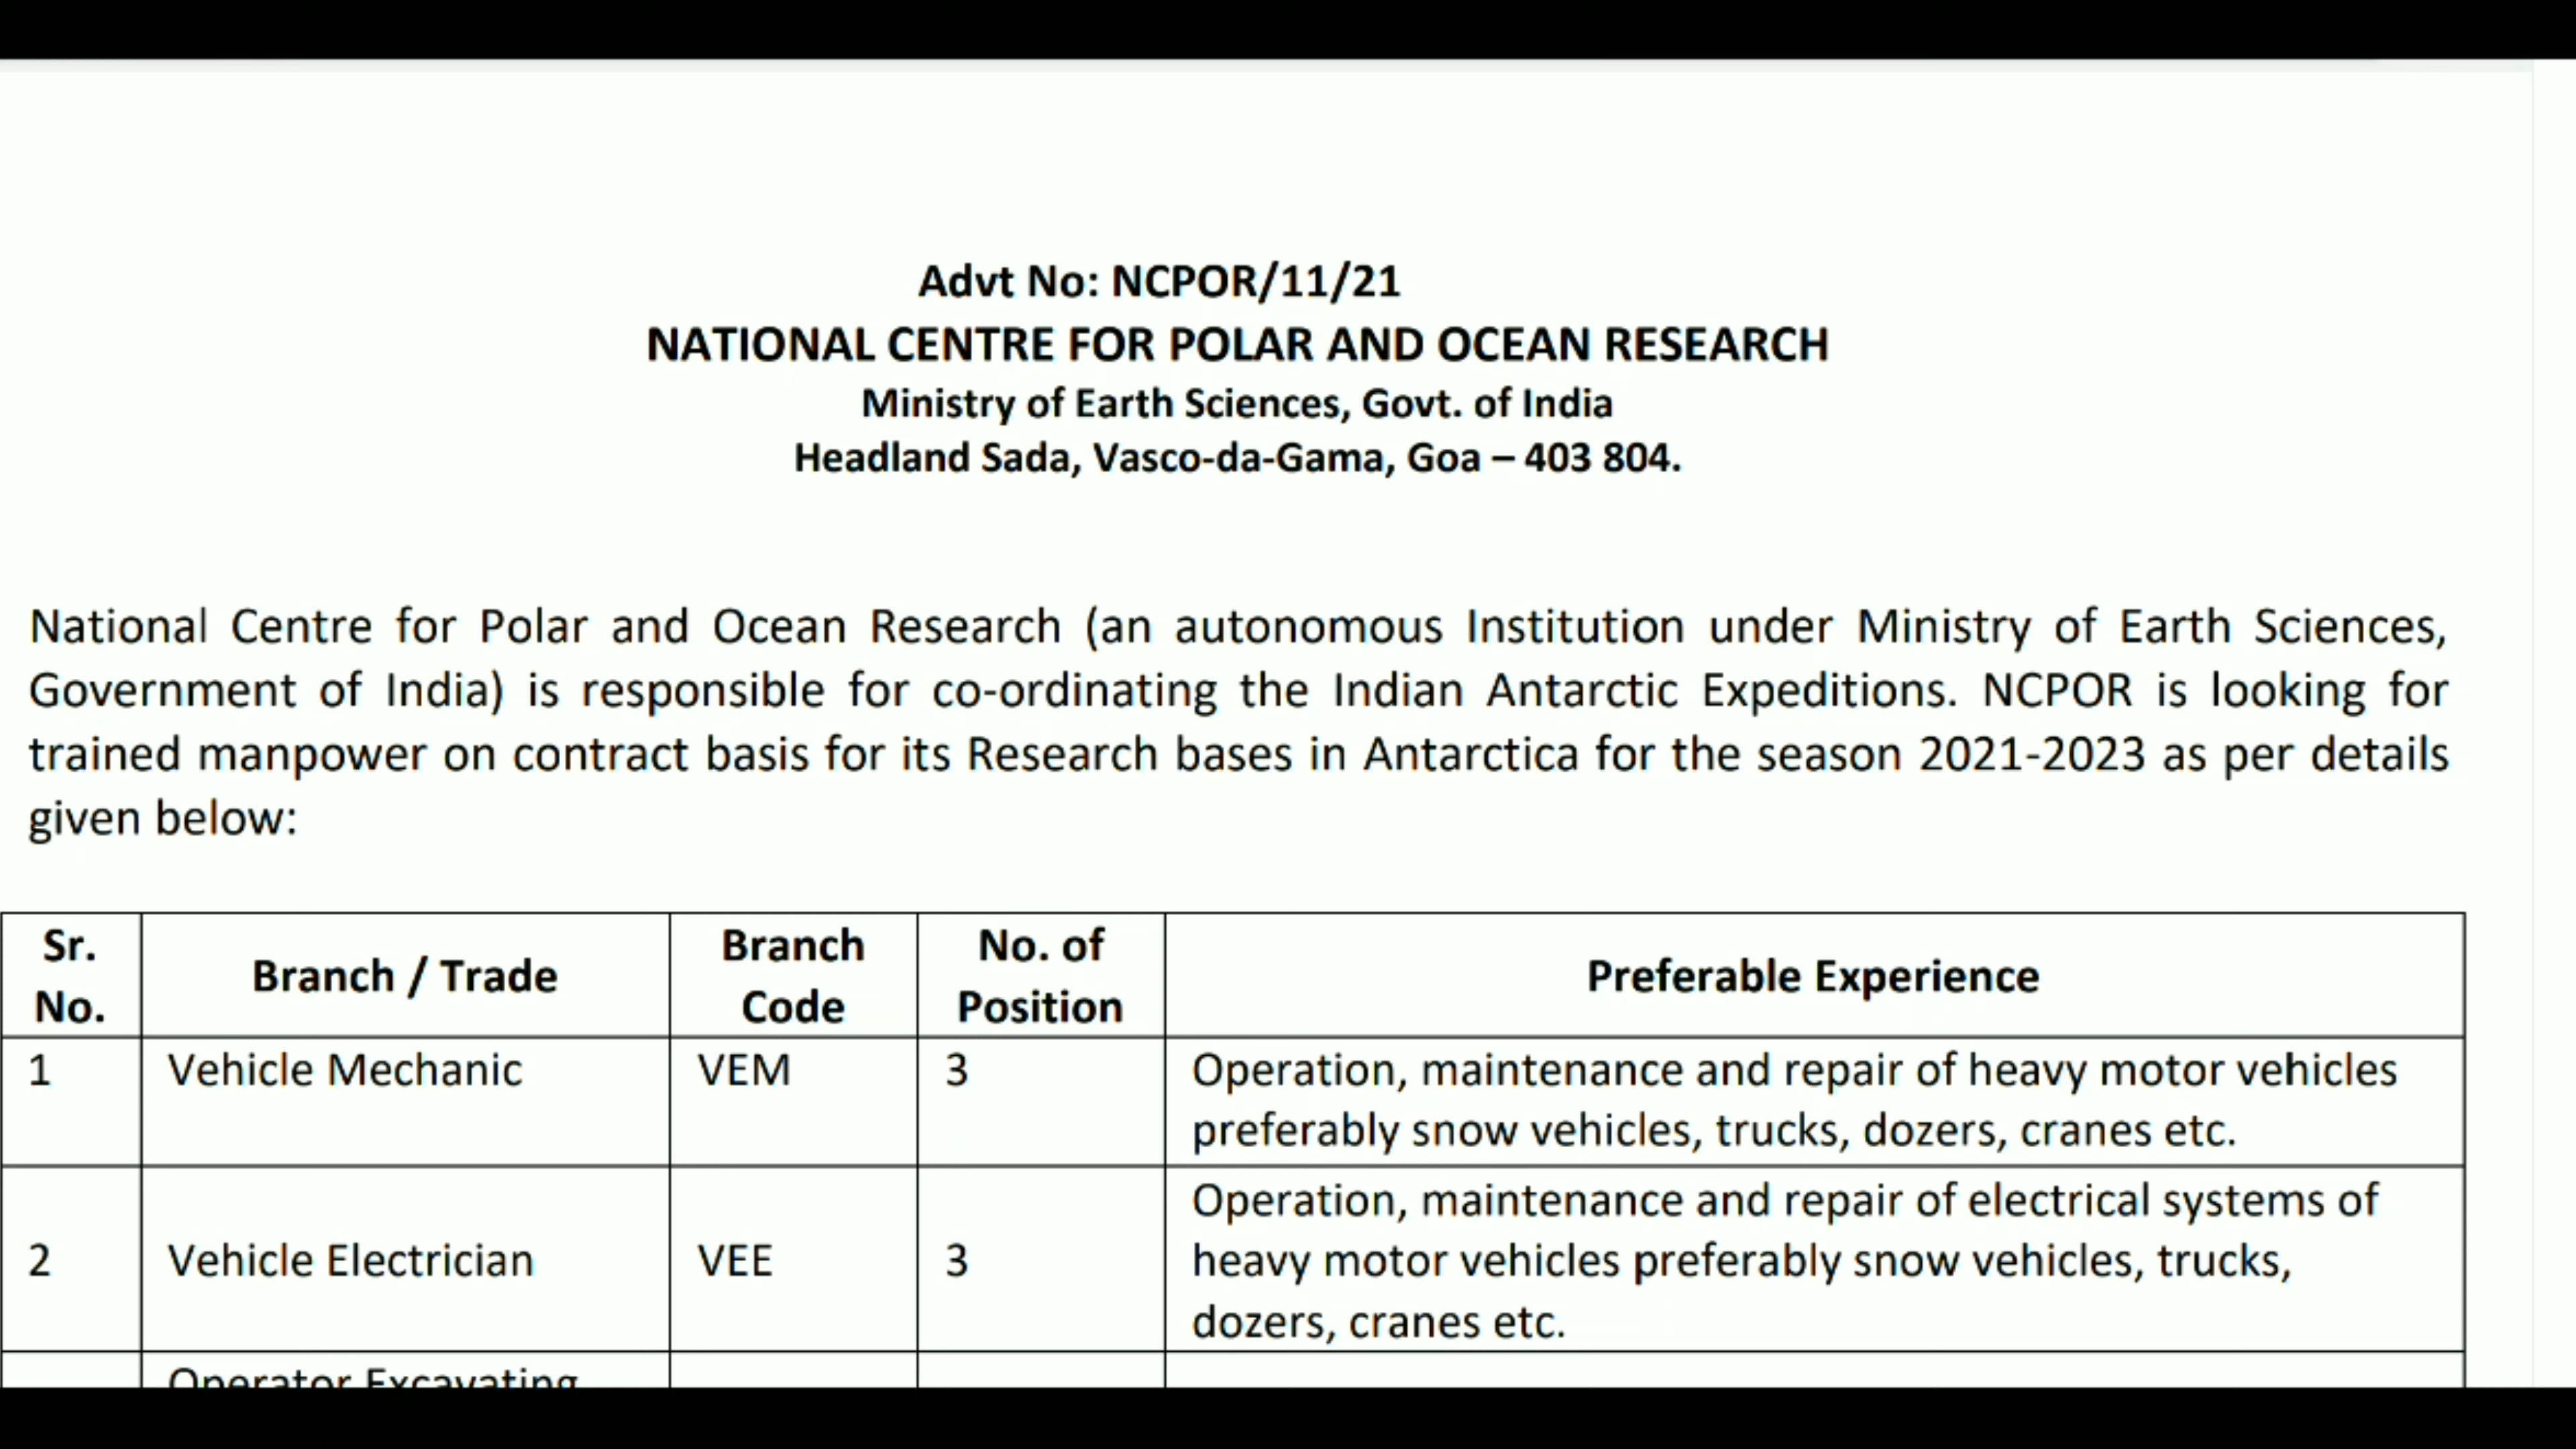 Advt No: NCPOR/11/21
NATIONAL CENTRE FOR POLAR AND OCEAN RESEARCH
Ministry of Earth Sciences, Govt. of India
Headland Sada, Vasco-da-Gama, Goa – 403 804.
National Centre for Polar and Ocean Research (an autonomous Institution under Ministry of Earth Sciences,
Government of India) is responsible for co-ordinating the Indian Antarctic Expeditions. NCPOR is looking for
trained manpower on contract basis for its Research bases in Antarctica for the season 2021-2023 as per details
given below:
Sr. No. Branch / Trade Branch Code No. of Position Preferable Experience
1 Vehicle Mechanic VEM 3 Operation, maintenance and repair of heavy motor vehicles
preferably snow vehicles, trucks, dozers, cranes etc.
2 Vehicle Electrician VEE 3 Operation, maintenance and repair of electrical systems of
heavy motor vehicles preferably snow vehicles, trucks,
dozers, cranes etc.
Operator Excavating